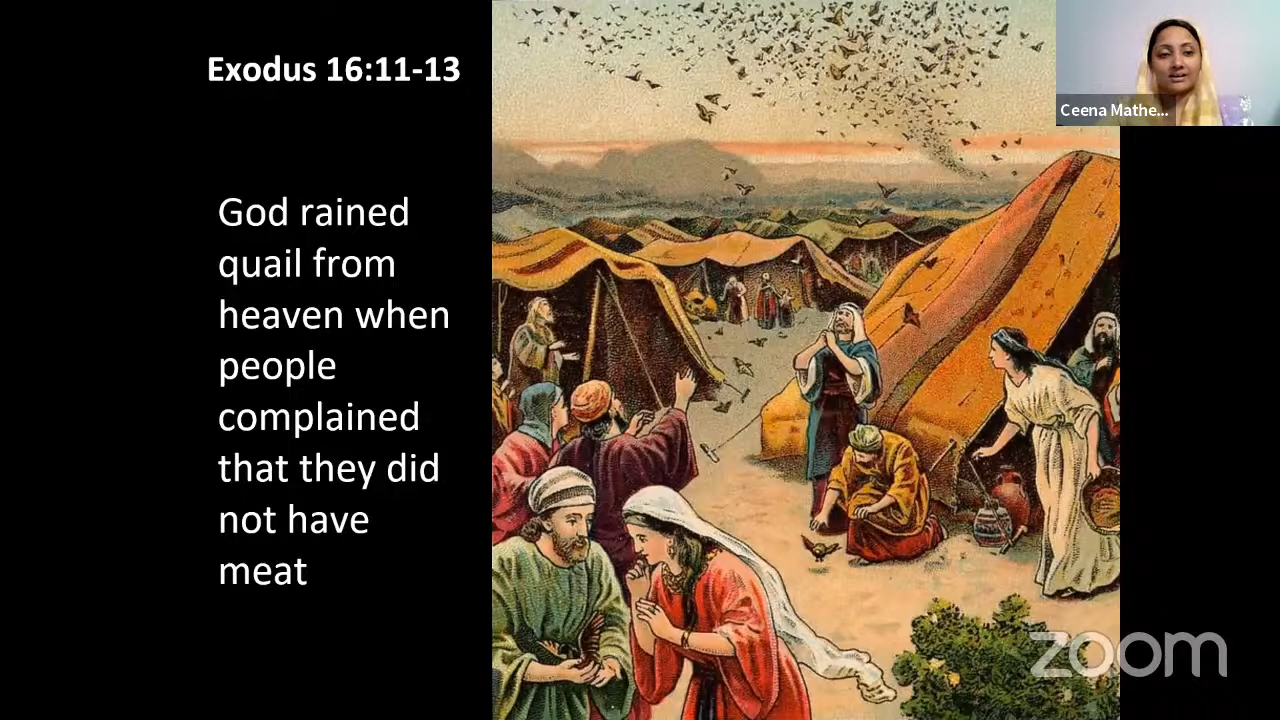 Exodus 16:11-13
God rained
quail from
heaven when
people
complained
that they did
not have
meat
Ceena Mathe...
zoom